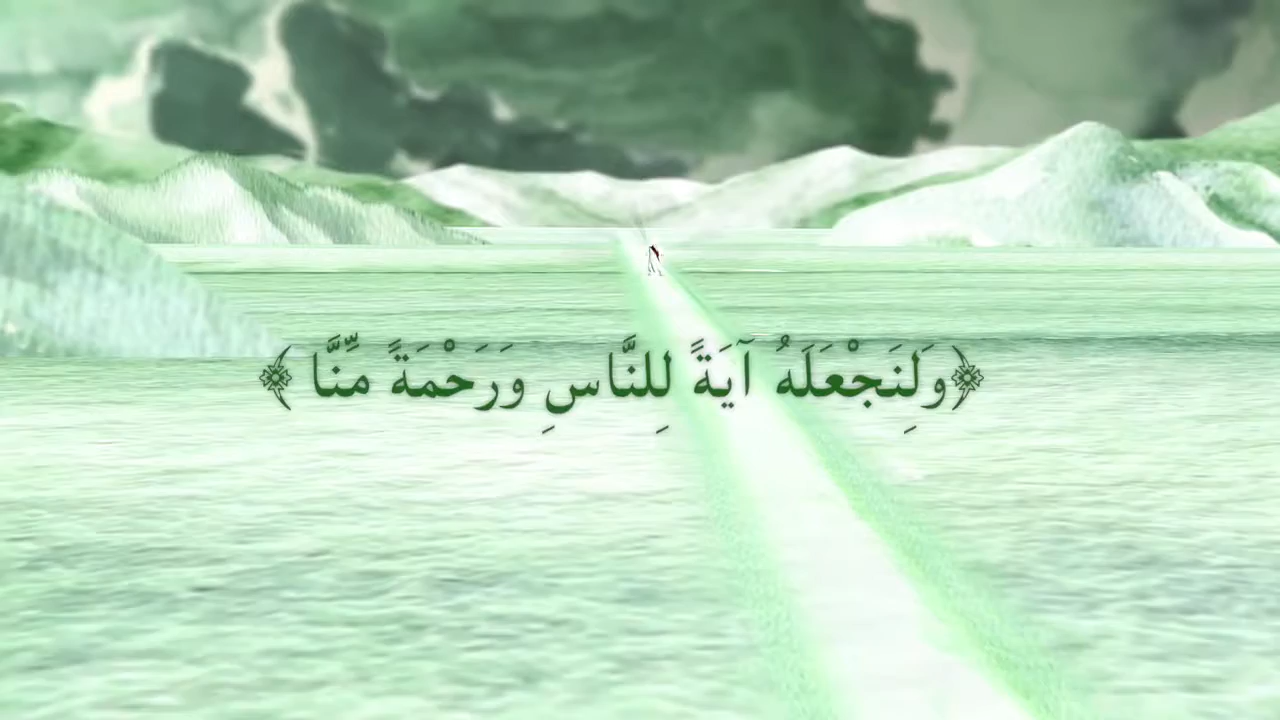 ﴿وَلِنَجْعَلَهُ آيَةً لِلنَّاسِ وَرَحْمَةً مِّنَّا﴾